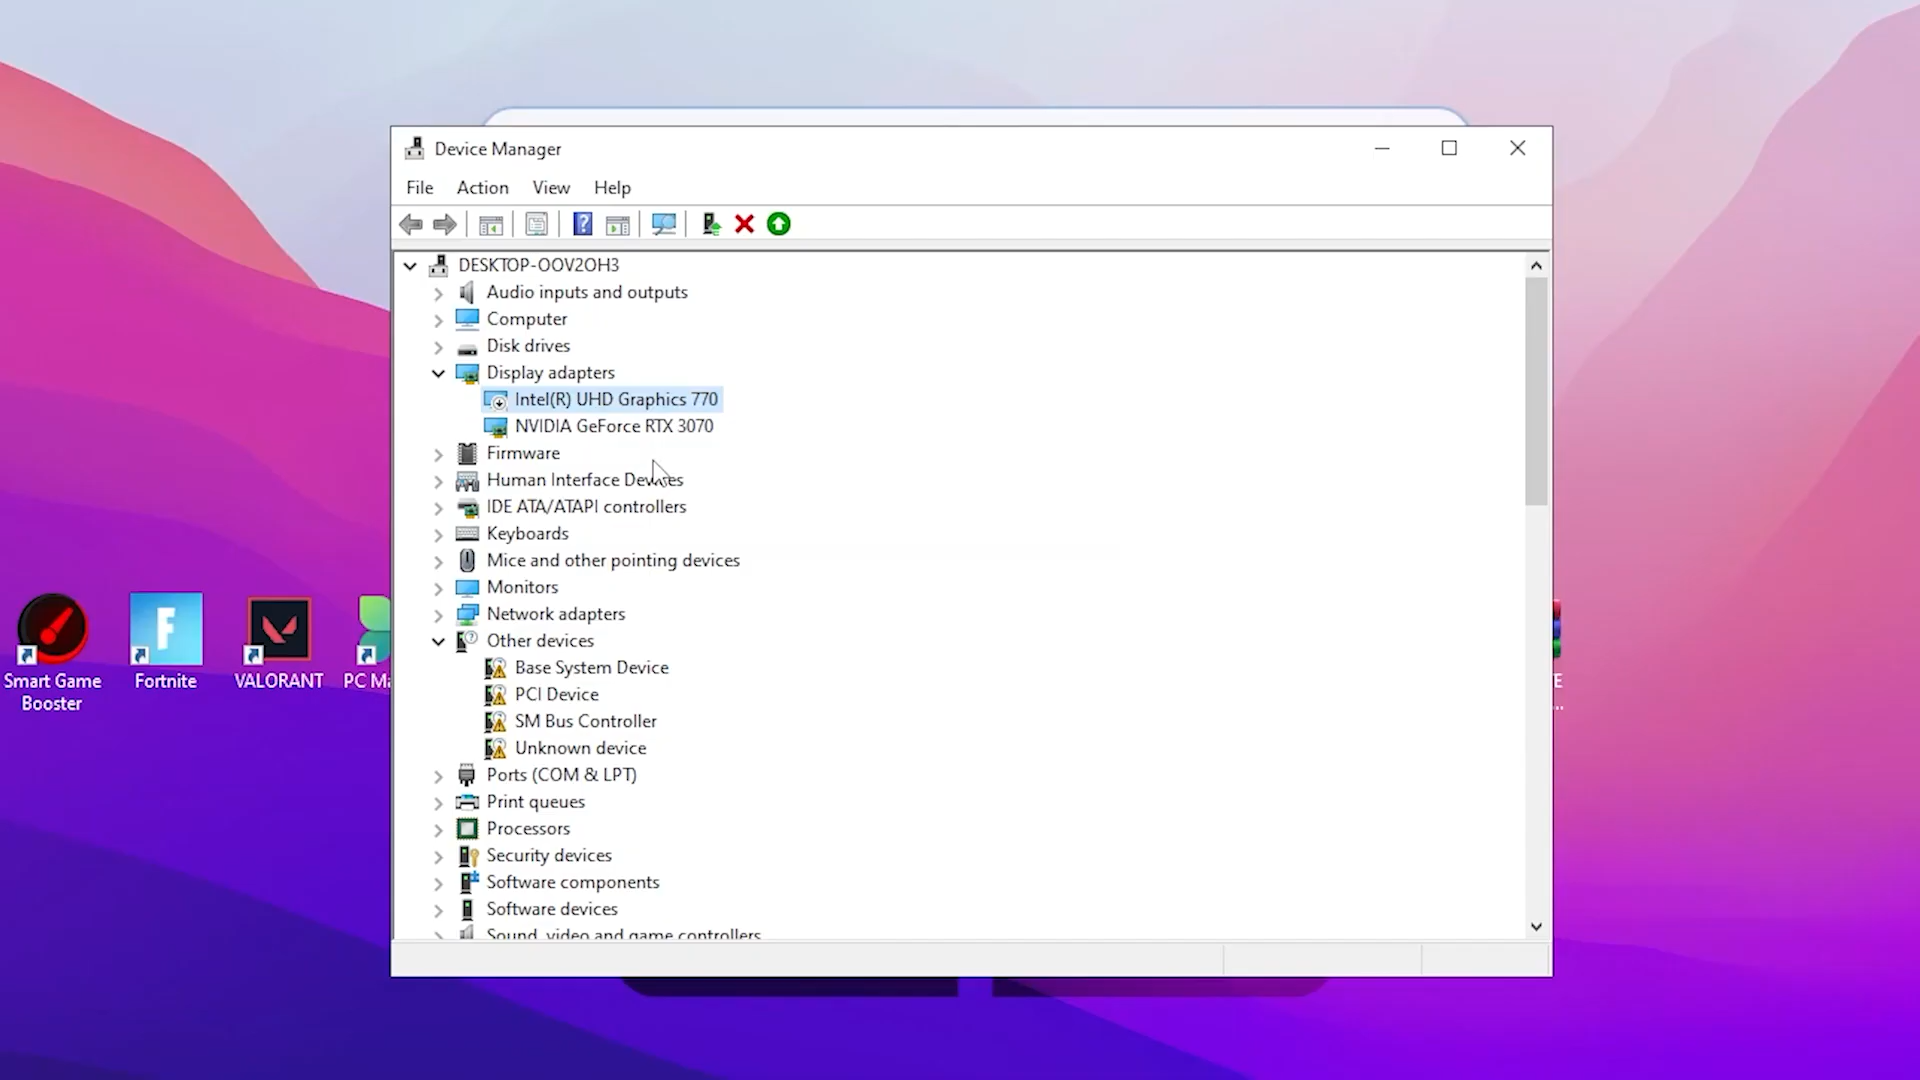 Device Manager
File Action View Help
DESKTOP-OOV2OH3
Audio inputs and outputs
Computer
Disk drives
Display adapters
Intel(R) UHD Graphics 770
NVIDIA GeForce RTX 3070
Firmware
Human Interface Devices
IDE ATA/ATAPI controllers
Keyboards
Mice and other pointing devices
Monitors
Network adapters
Other devices
Base System Device
PCI Device
SM Bus Controller
Unknown device
Ports (COM & LPT)
Print queues
Processors
Security devices
Software components
Software devices
Sound, video and game controllers
Smart Game
Booster
Fortnite
VALORANT
PC Ma
E
...